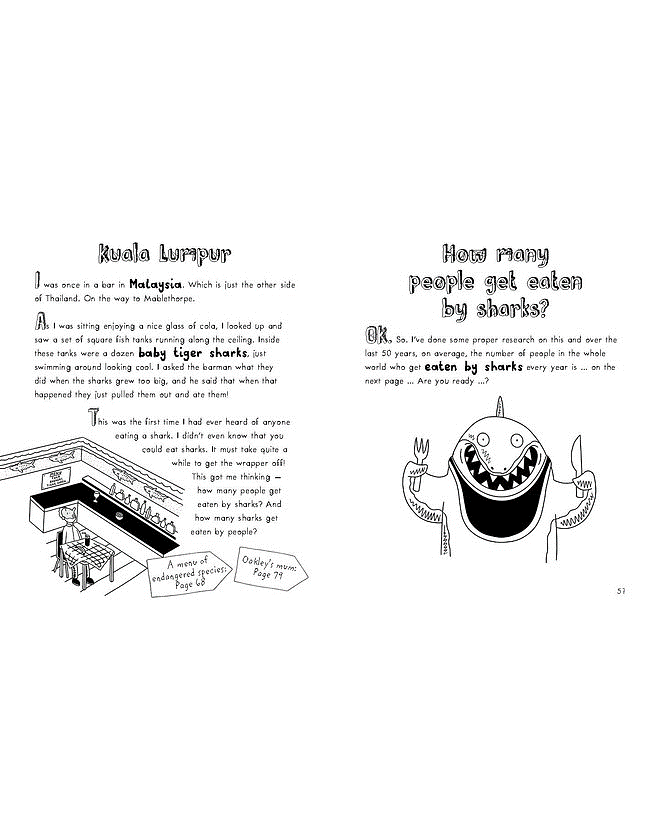 Kuala Lumpur
I was once in a bar in Malaysia. Which is just the other side
of Thailand. On the way to Mablethorpe.
As I was sitting enjoying a nice glass of cola, I looked up and
saw a set of square fish tanks running along the ceiling. Inside
these tanks were a dozen baby tiger sharks, just
swimming around looking cool. I asked the barman what they
did when the sharks grew too big, and he said that when that
happened they just pulled them out and ate them!
This was the first time I had ever heard of anyone
eating a shark. I didn't even know that you
could eat sharks. It must take quite a
while to get the wrapper off!
This got me thinking –
how many people get
eaten by sharks? And
how many sharks get
eaten by people?
A menu of
endangered species:
Page 68
Oakley's mum:
Page 79
How many
people get eaten
by sharks?
OK. So. I've done some proper research on this and over the
last 50 years, on average, the number of people in the whole
world who get eaten by sharks every year is ... on the
next page ... Are you ready ...?
57